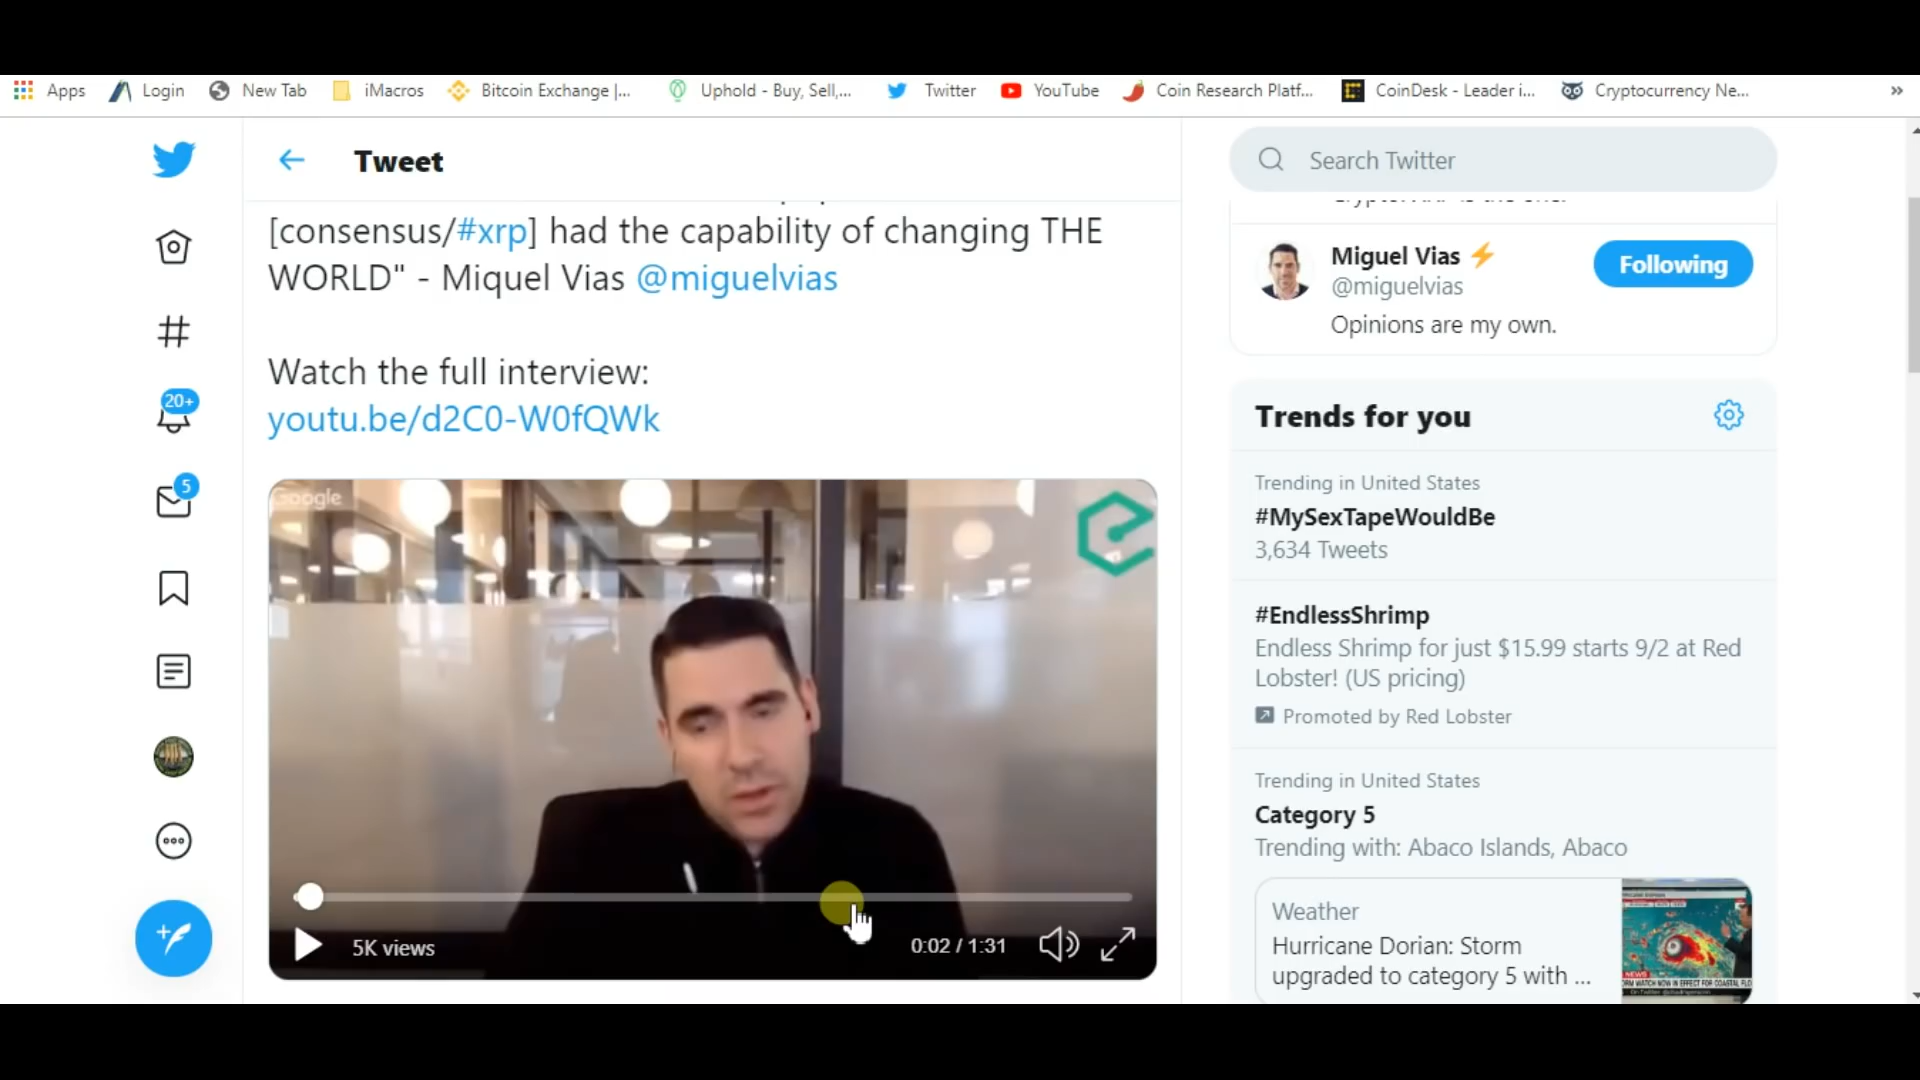 Apps
Login
New Tab
iMacros
Bitcoin Exchange |...
Uphold - Buy, Sell,...
Twitter
YouTube
Coin Research Platf...
CoinDesk - Leader i...
Cryptocurrency Ne...
»
Tweet
[consensus/#xrp] had the capability of changing THE
WORLD" - Miquel Vias @miguelvias
Watch the full interview:
youtu.be/d2C0-W0fQWk
Google
5K views
0:02 / 1:31
20+
5
Search Twitter
Miguel Vias
@miguelvias
Opinions are my own.
Following
Trends for you
Trending in United States
#MySexTapeWouldBe
3,634 Tweets
#EndlessShrimp
Endless Shrimp for just $15.99 starts 9/2 at Red
Lobster! (US pricing)
Promoted by Red Lobster
Trending in United States
Category 5
Trending with: Abaco Islands, Abaco
Weather
Hurricane Dorian: Storm
upgraded to category 5 with ...
NEWS